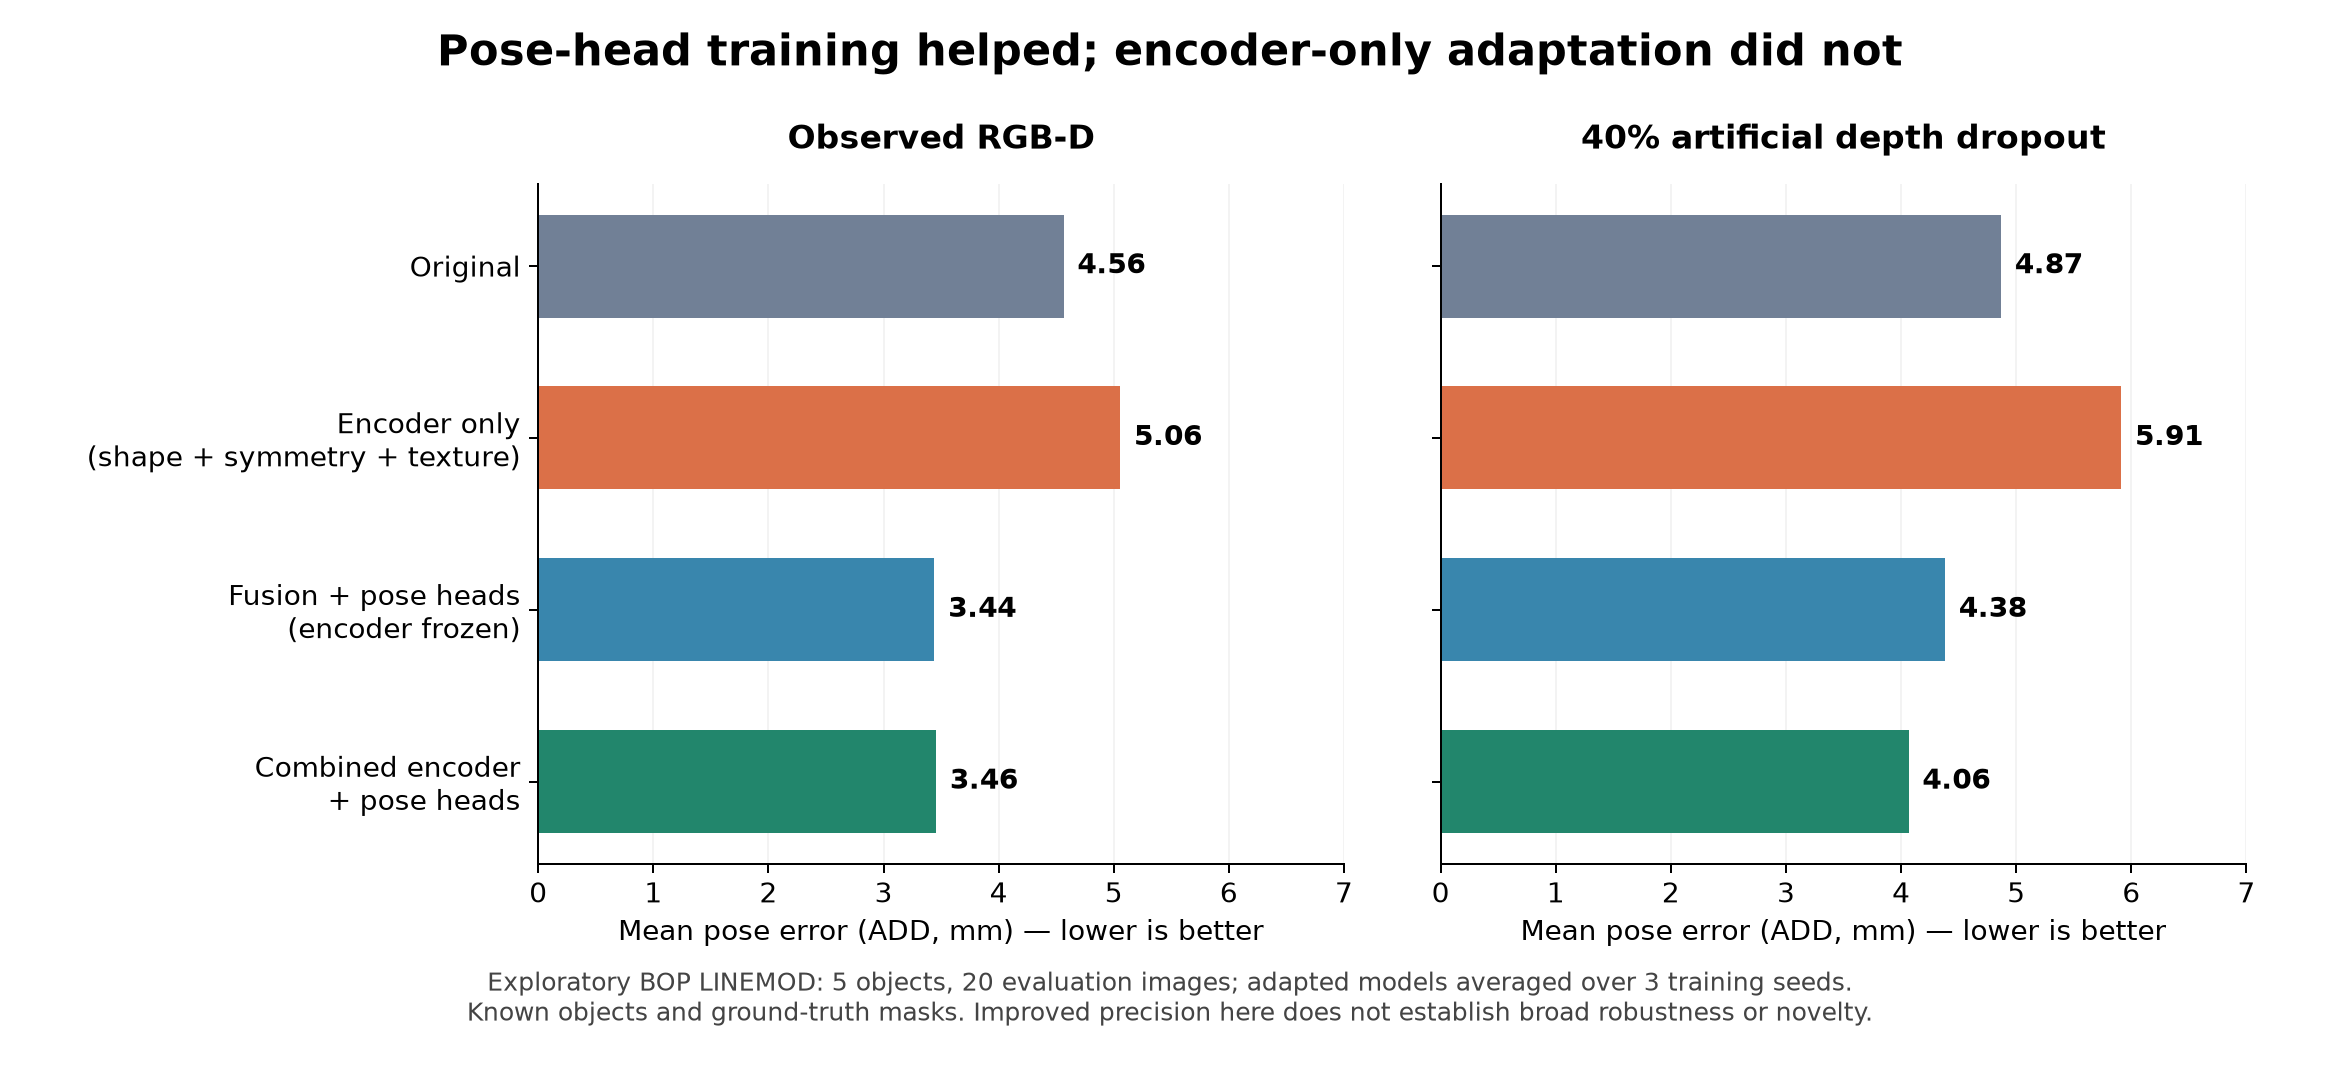 Pose-head training helped; encoder-only adaptation did not
Observed RGB-D
Original
4.56
Encoder only
(shape + symmetry + texture)
5.06
Fusion + pose heads
(encoder frozen)
3.44
Combined encoder
+ pose heads
3.46
0 1 2 3 4 5 6 7
Mean pose error (ADD, mm) — lower is better
40% artificial depth dropout
4.87
5.91
4.38
4.06
0 1 2 3 4 5 6 7
Mean pose error (ADD, mm) — lower is better
Exploratory BOP LINEMOD: 5 objects, 20 evaluation images; adapted models averaged over 3 training seeds.
Known objects and ground-truth masks. Improved precision here does not establish broad robustness or novelty.